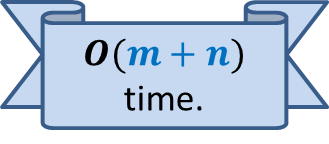 O(m + n)
time.